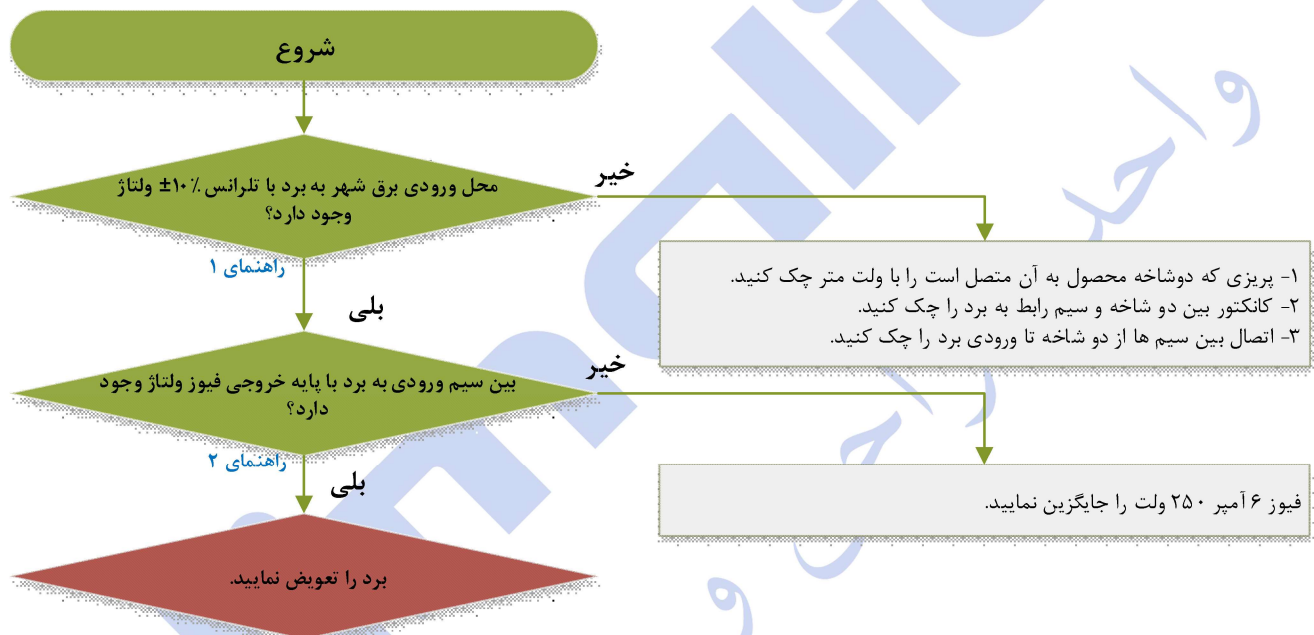 شروع
محل ورودی برق شهر به برد با تلرانس ۱۰٪± ولتاژ
وجود دارد؟
خیر
راهنمای ۱
بلی
۱- پریزی که دوشاخه محصول به آن متصل است را با ولت متر چک کنید.
۲- کانکتور بین دو شاخه و سیم رابط به برد را چک کنید.
۳- اتصال بین سیم ها از دو شاخه تا ورودی برد را چک کنید.
بین سیم ورودی به برد با پایه خروجی فیوز ولتاژ وجود
دارد؟
خیر
راهنمای ۲
بلی
فیوز ۶ آمپر ۲۵۰ ولت را جایگزین نمایید.
برد را تعویض نمایید.